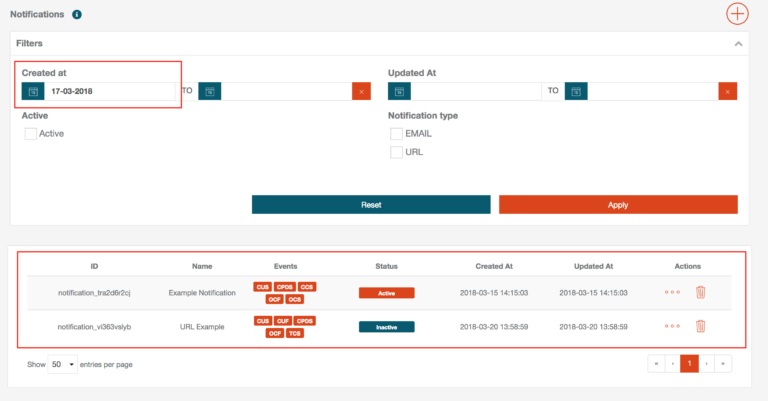 Notifications i
Filters
Created at
Updated At
17-03-2018 TO ×
TO ×
Active
Notification type
Active
EMAIL
URL
Reset Apply
ID Name Events Status Created At Updated At Actions
CUS CPDS CCS
notification_tra2d6r2cj Example Notification Active 2018-03-15 14:15:03 2018-03-15 14:15:03
OCF OCS
CUS CUF CPDS
notification_vi363vslyb URL Example Inactive 2018-03-20 13:58:59 2018-03-20 13:58:59
OCF TCS
Show 50 entries per page
« ‹ 1 › »